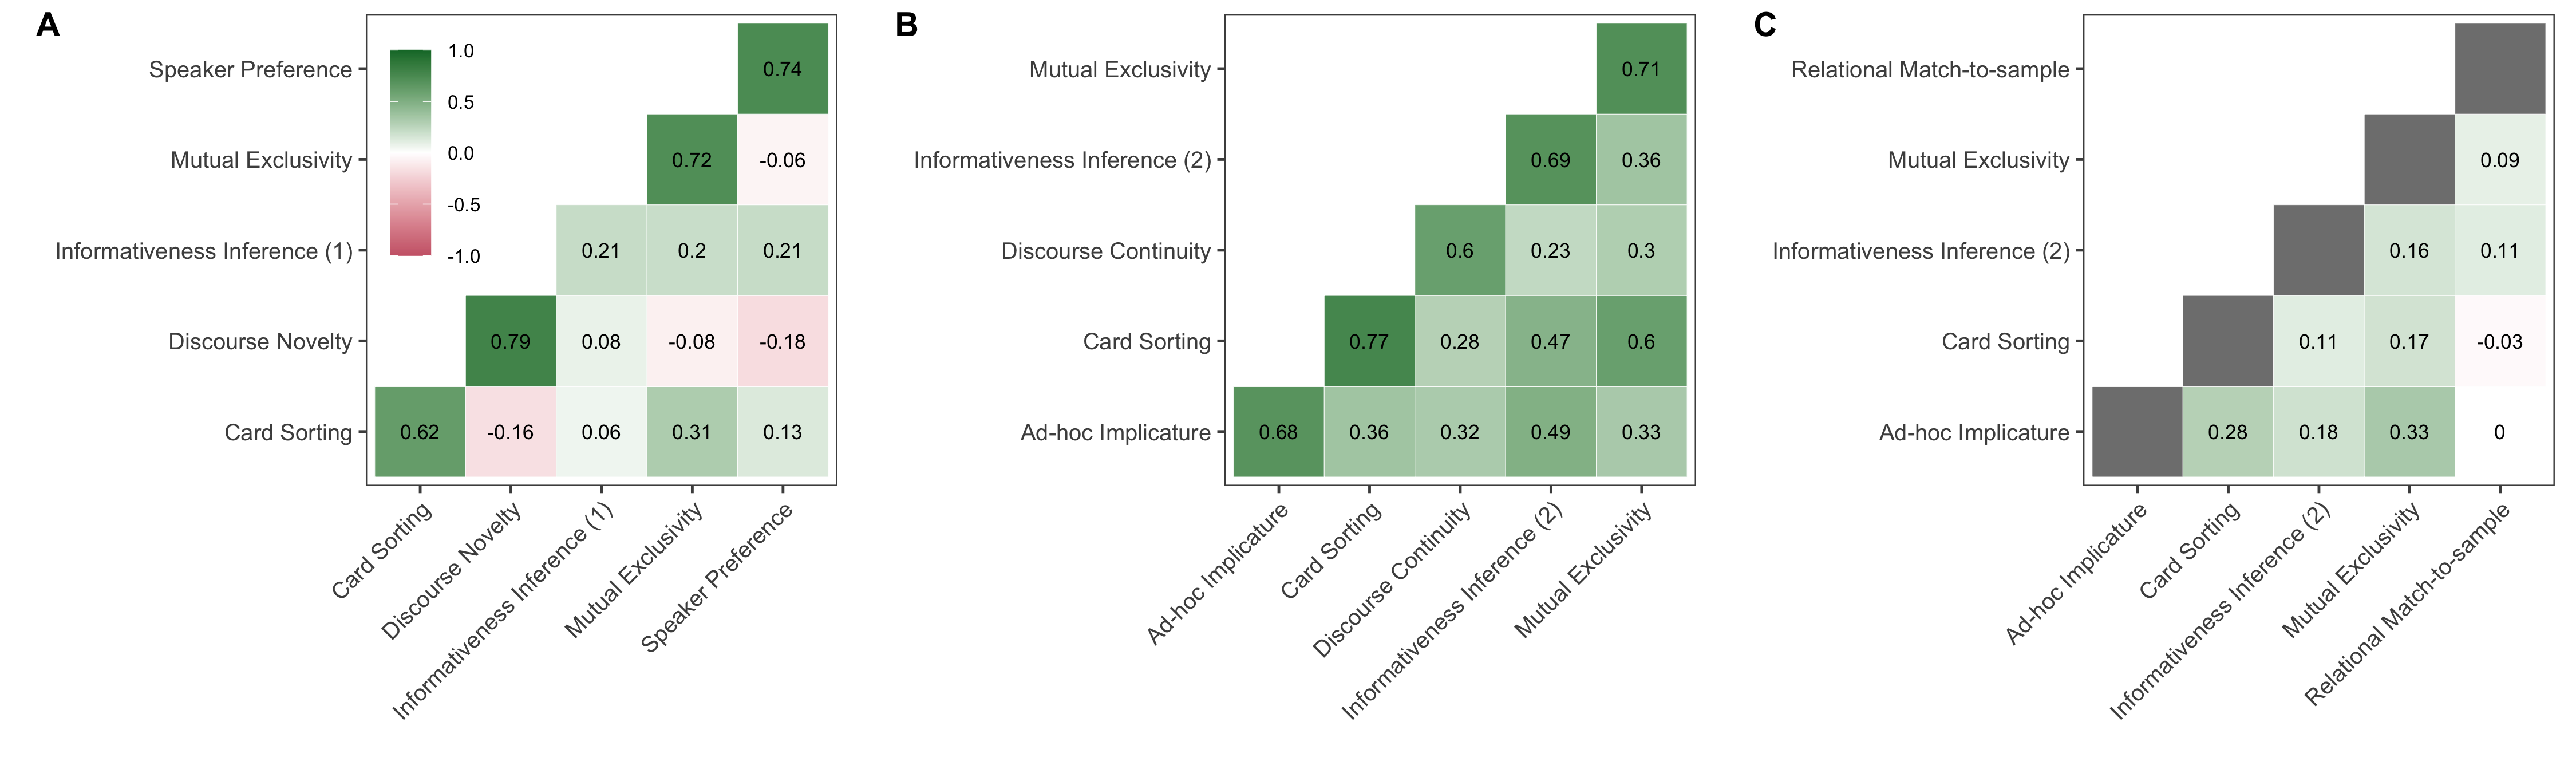 A
1.0
0.5
0.0
-0.5
-1.0
Speaker Preference
0.74
Mutual Exclusivity
0.72 -0.06
Informativeness Inference (1)
0.21 0.2 0.21
Discourse Novelty
0.79 0.08 -0.08 -0.18
Card Sorting
0.62 -0.16 0.06 0.31 0.13
Card Sorting
Discourse Novelty
Informativeness Inference (1)
Mutual Exclusivity
Speaker Preference
B
Mutual Exclusivity
0.71
Informativeness Inference (2)
0.69 0.36
Discourse Continuity
0.6 0.23 0.3
Card Sorting
0.77 0.28 0.47 0.6
Ad-hoc Implicature
0.68 0.36 0.32 0.49 0.33
Ad-hoc Implicature
Card Sorting
Discourse Continuity
Informativeness Inference (2)
Mutual Exclusivity
C
Relational Match-to-sample
Mutual Exclusivity
0.09
Informativeness Inference (2)
0.16 0.11
Card Sorting
0.11 0.17 -0.03
Ad-hoc Implicature
0.28 0.18 0.33 0
Ad-hoc Implicature
Card Sorting
Informativeness Inference (2)
Mutual Exclusivity
Relational Match-to-sample